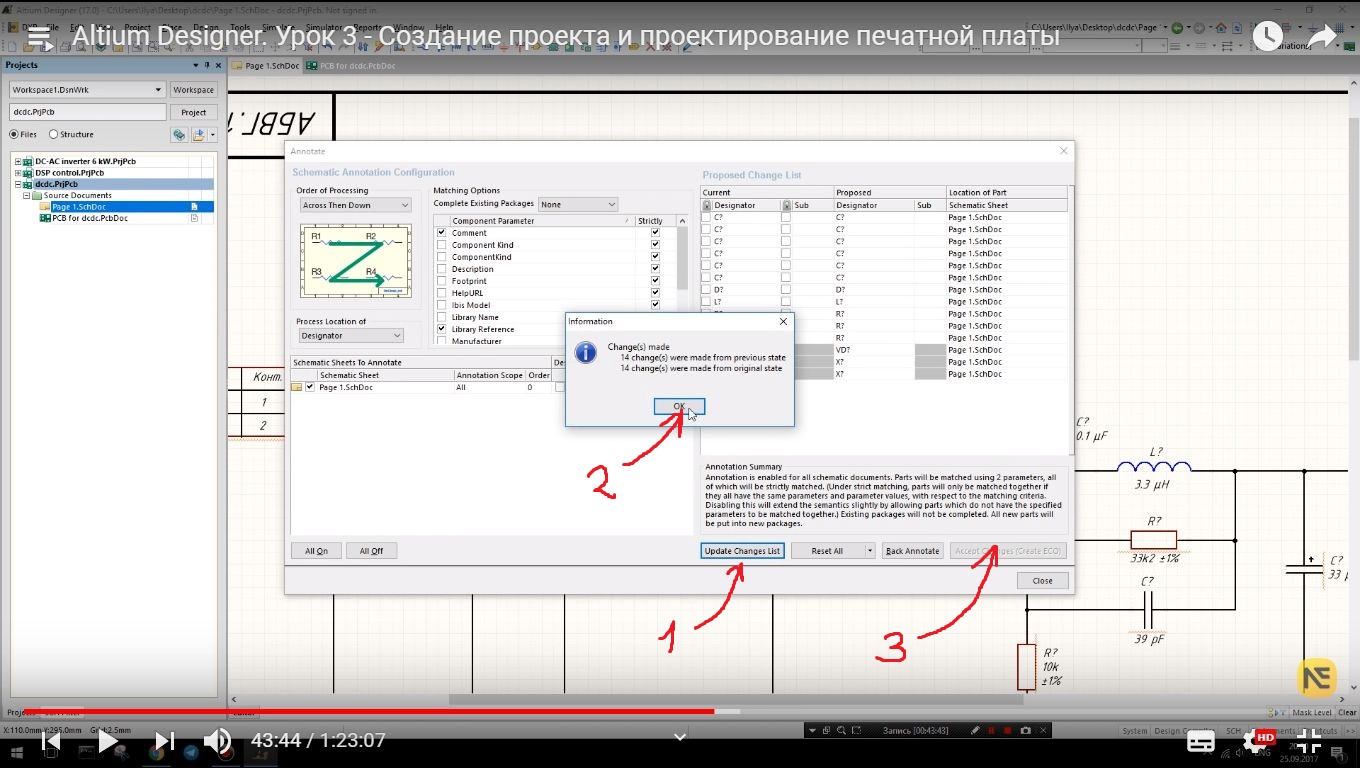 Altium Designer (17.0) - C:\Users\Ilya\Desktop\dcdc - dcdc.PrjPcb. Not signed in.
Altium Designer. Урок 3 - Создание проекта и проектирование печатной платы
Projects
Page 1.SchDoc
PCB for dcdc.PcbDoc
Workspace1.DsnWrk
Workspace
dcdc.PrjPcb
Project
Files
Structure
DC-AC inverter 6 kW.PrjPcb
DSP control.PrjPcb
dcdc.PrjPcb
Source Documents
Page 1.SchDoc
PCB for dcdc.PcbDoc
АБВГ.1
Annotate
Schematic Annotation Configuration
Order of Processing
Across Then Down
R1
R2
R3
R4
Process Location of
Designator
Matching Options
Complete Existing Packages
None
Component Parameter
Strictly
Comment
Component Kind
ComponentKind
Description
Footprint
HelpURL
Ibis Model
Library Name
Library Reference
Manufacturer
Schematic Sheets To Annotate
Schematic Sheet
Annotation Scope
Order
Page 1.SchDoc
All
0
Proposed Change List
Current
Proposed
Location of Part
Designator
Sub
Designator
Sub
Schematic Sheet
C? C? Page 1.SchDoc
C? C? Page 1.SchDoc
C? C? Page 1.SchDoc
C? C? Page 1.SchDoc
C? C? Page 1.SchDoc
C? C? Page 1.SchDoc
D? D? Page 1.SchDoc
L? L? Page 1.SchDoc
R? Page 1.SchDoc
R? Page 1.SchDoc
R? Page 1.SchDoc
VD? Page 1.SchDoc
X? Page 1.SchDoc
X? Page 1.SchDoc
Information
Change(s) made
14 change(s) were made from previous state
14 change(s) were made from original state
OK
Annotation Summary
Annotation is enabled for all schematic documents. Parts will be matched using 2 parameters, all
of which will be strictly matched. (Under strict matching, parts will only be matched together if
they all have the same parameters and parameter values, with respect to the matching criteria.
Disabling this will extend the semantics slightly by allowing parts which do not have the specified
parameters to be matched together.) Existing packages will not be completed. All new parts will
be put into new packages.
All On
All Off
Update Changes List
Reset All
Back Annotate
Accept Changes (Create ECO)
Close
1
2
3
Конт.
1
2
C?
0.1 µF
L?
3.3 µH
R?
33k2 ±1%
C?
39 pF
C?
33 µ
R?
10k
±1%
NE
Mask Level
Clear
X:110.0mm Y:295.0mm Grid:2.5mm
43:44 / 1:23:07
Запись [00:43:43]
System
SCH
HD
ENG
25.09.2017